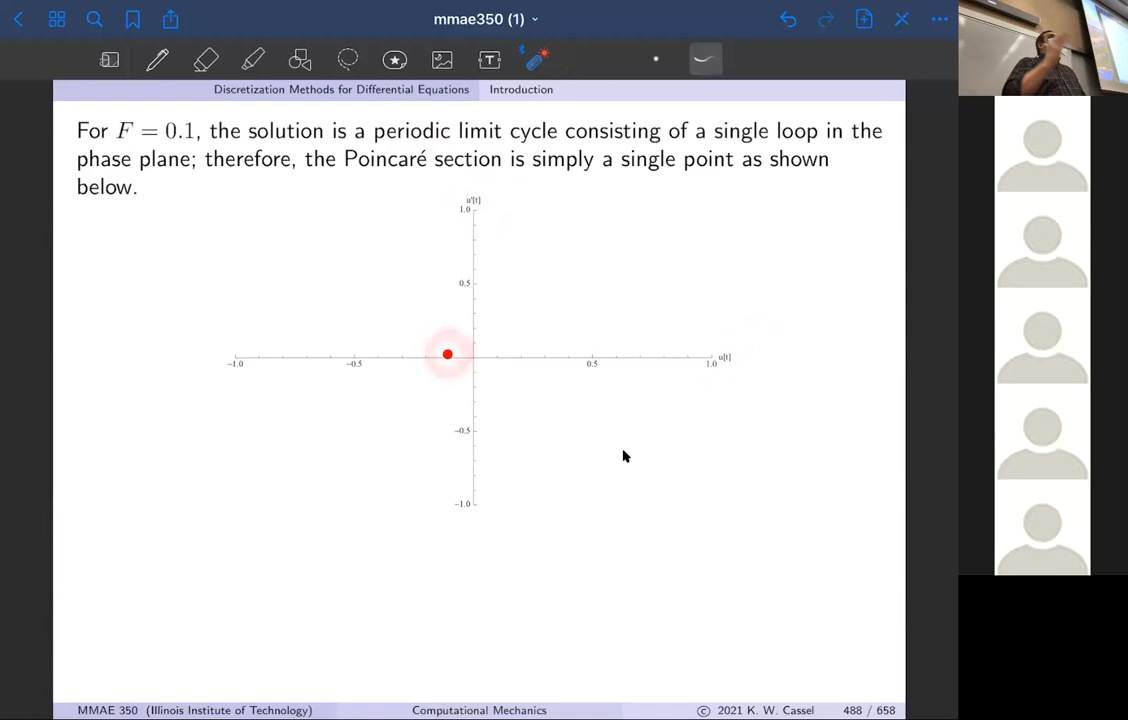 mmae350 (1)
T
Discretization Methods for Differential Equations Introduction
For F = 0.1, the solution is a periodic limit cycle consisting of a single loop in the
phase plane; therefore, the Poincaré section is simply a single point as shown
below.
u'[t]
1.0
0.5
−1.0 −0.5 0.5 1.0 u[t]
−0.5
−1.0
MMAE 350 (Illinois Institute of Technology) Computational Mechanics © 2021 K. W. Cassel 488 / 658